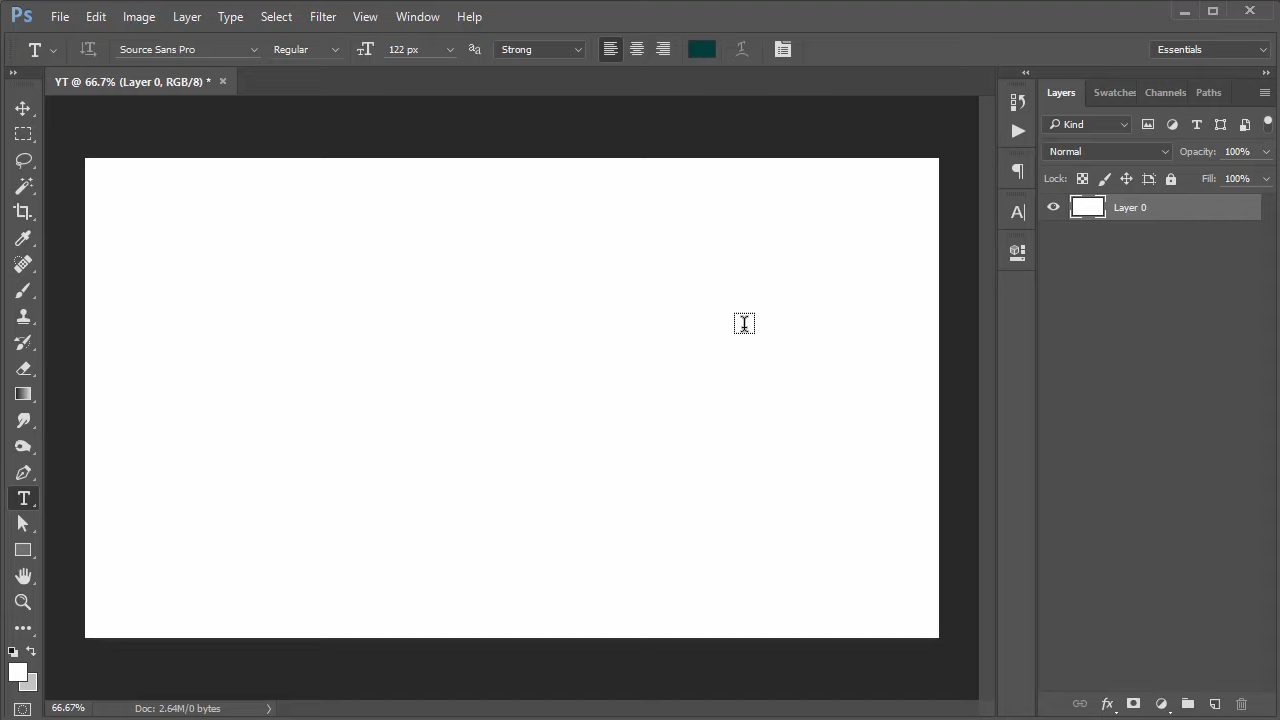 Ps File Edit Image Layer Type Select Filter View Window Help
T Source Sans Pro Regular 122 px aa Strong Essentials
YT @ 66.7% (Layer 0, RGB/8) * ×
Layers Swatches Channels Paths
Kind
Normal Opacity: 100%
Lock: Fill: 100%
Layer 0
66.67% Doc: 2.64M/0 bytes